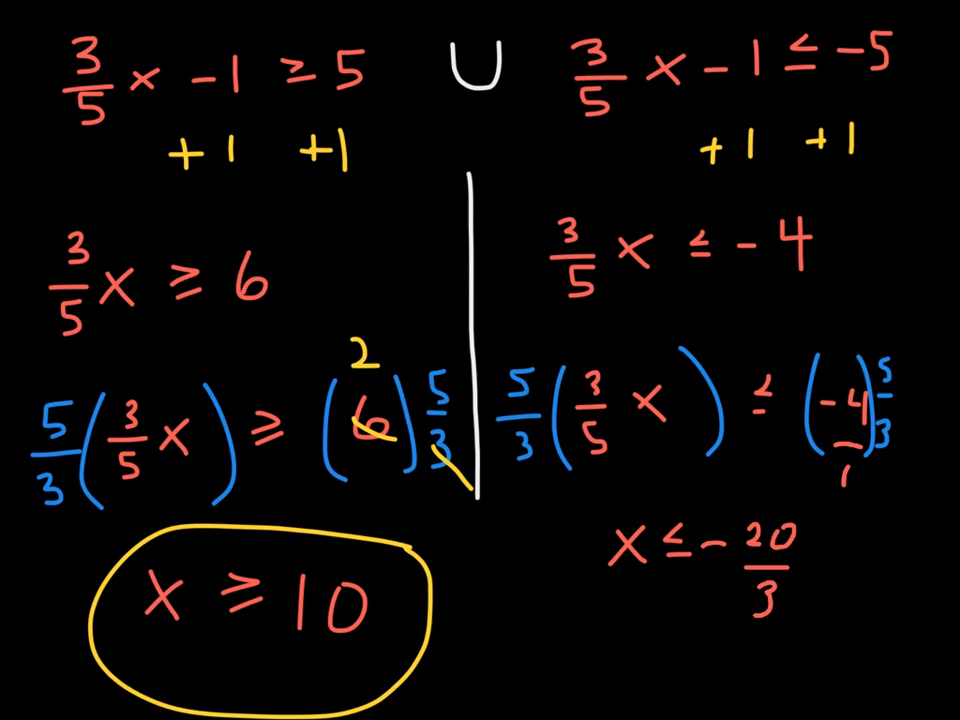 3/5 x - 1 ≥ 5 ∪ 3/5 x - 1 ≤ -5
+1 +1 +1 +1
3/5 x ≥ 6 3/5 x ≤ -4
2
5/3 (3/5 x) ≥ (6) 5/3 5/3 (3/5 x) ≤ (-4/1) 5/3
x ≥ 10 x ≤ -20/3